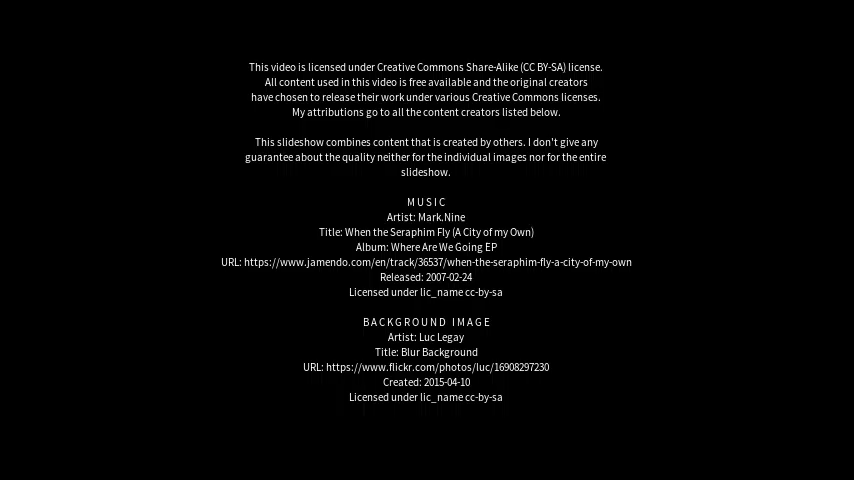 This video is licensed under Creative Commons Share-Alike (CC BY-SA) license.
All content used in this video is free available and the original creators
have chosen to release their work under various Creative Commons licenses.
My attributions go to all the content creators listed below.
This slideshow combines content that is created by others. I don't give any
guarantee about the quality neither for the individual images nor for the entire
slideshow.
MUSIC
Artist: Mark.Nine
Title: When the Seraphim Fly (A City of my Own)
Album: Where Are We Going EP
URL: https://www.jamendo.com/en/track/36537/when-the-seraphim-fly-a-city-of-my-own
Released: 2007-02-24
Licensed under lic_name cc-by-sa
BACKGROUND IMAGE
Artist: Luc Legay
Title: Blur Background
URL: https://www.flickr.com/photos/luc/16908297230
Created: 2015-04-10
Licensed under lic_name cc-by-sa